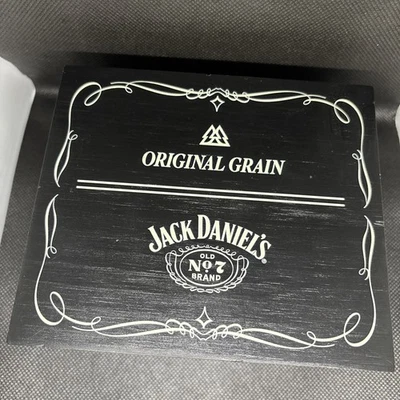 ORIGINAL GRAIN
JACK DANIEL'S
OLD
No 7
BRAND